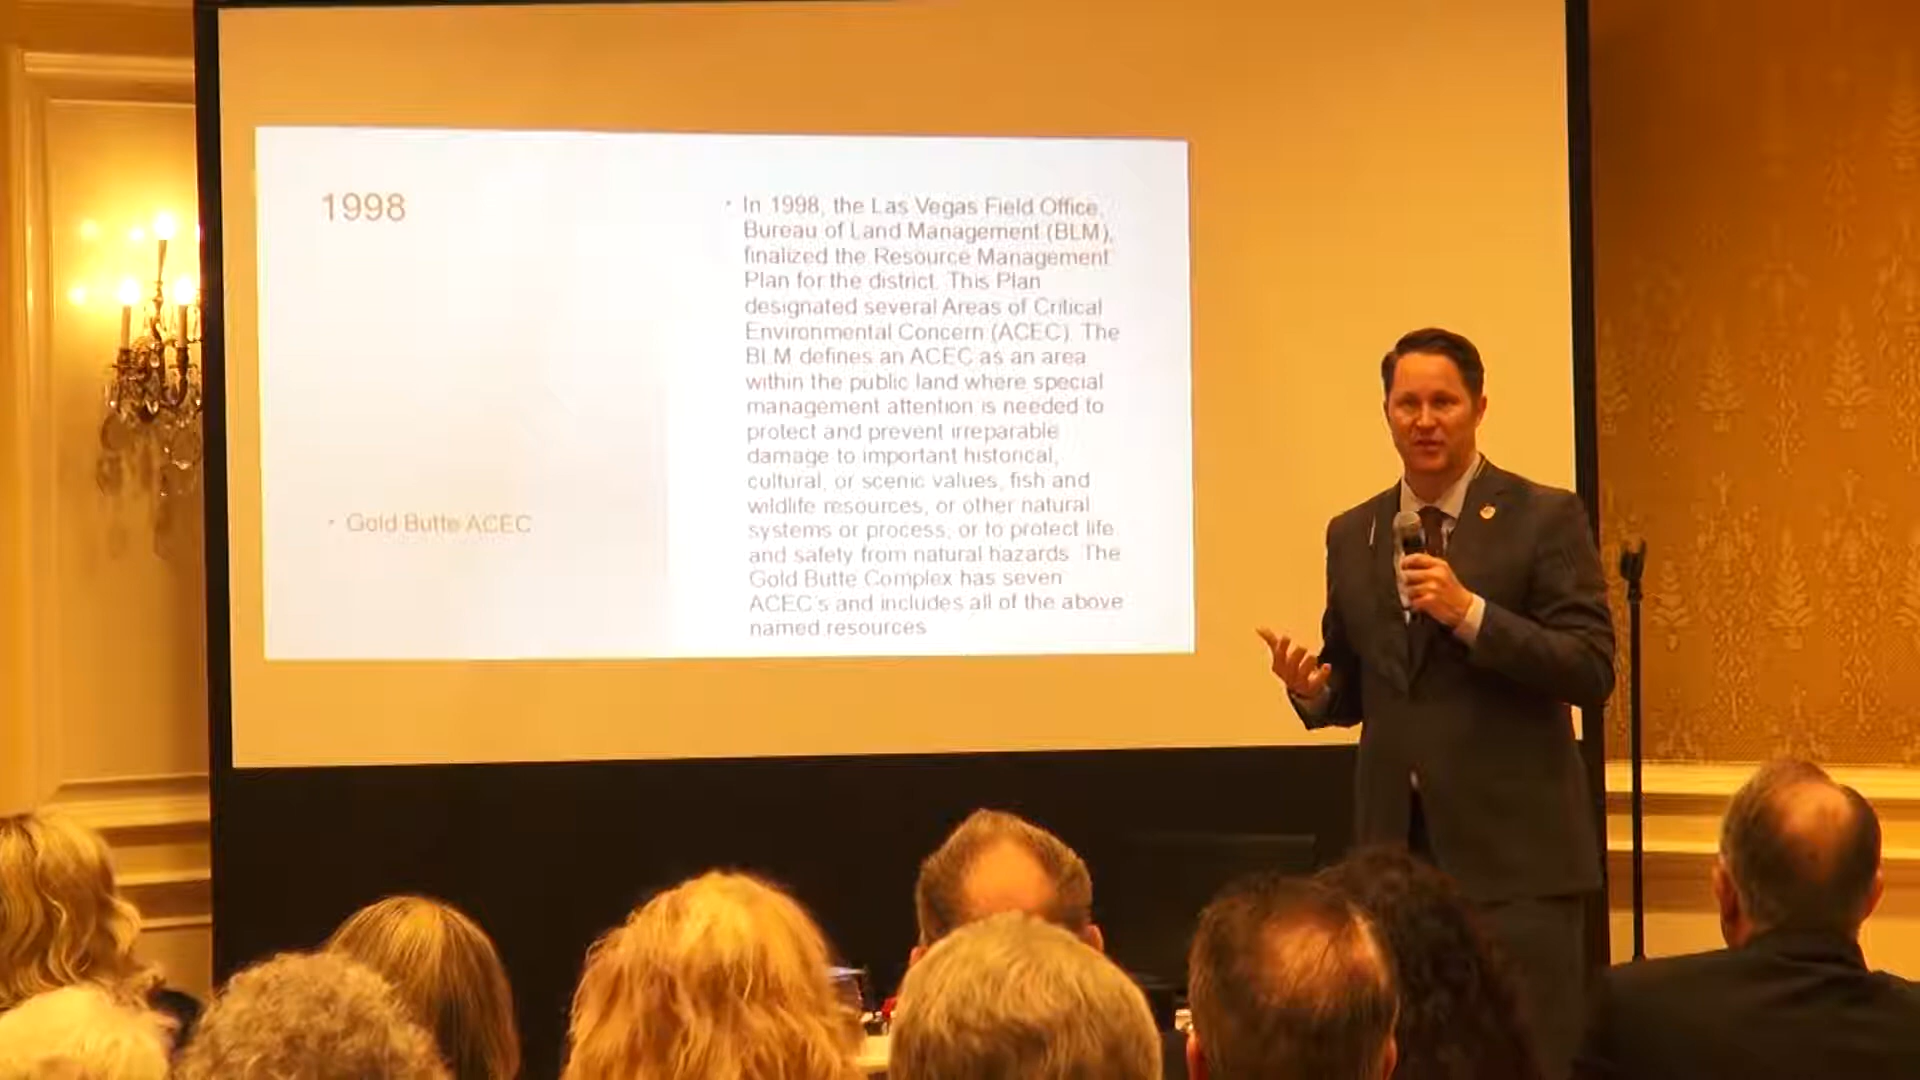 1998
• Gold Butte ACEC
• In 1998, the Las Vegas Field Office,
Bureau of Land Management (BLM),
finalized the Resource Management
Plan for the district. This Plan
designated several Areas of Critical
Environmental Concern (ACEC). The
BLM defines an ACEC as an area
within the public land where special
management attention is needed to
protect and prevent irreparable
damage to important historical,
cultural, or scenic values, fish and
wildlife resources, or other natural
systems or process, or to protect life
and safety from natural hazards. The
Gold Butte Complex has seven
ACEC's and includes all of the above
named resources